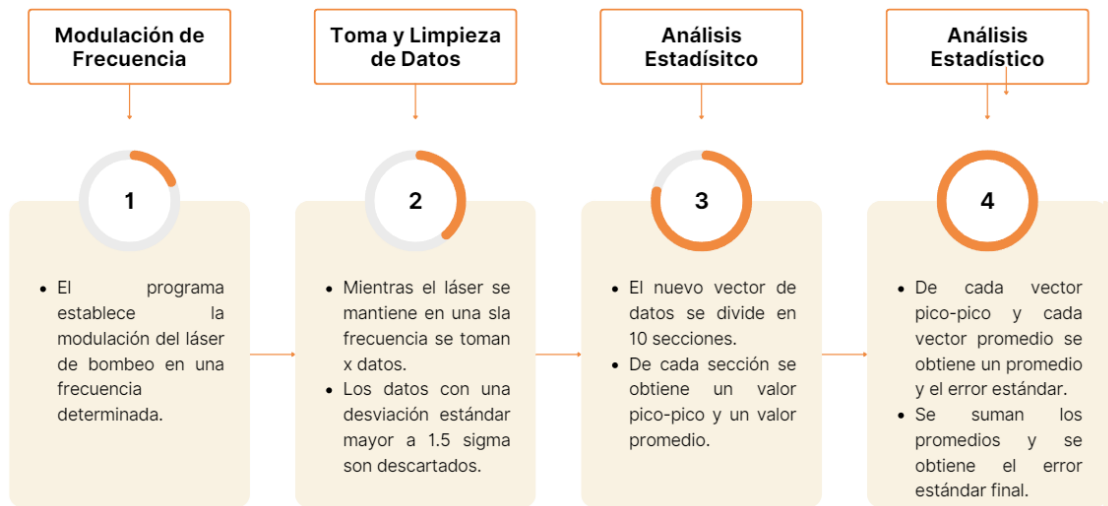 Modulación de
Frecuencia
Toma y Limpieza
de Datos
Análisis
Estadísitco
Análisis
Estadístico
1
2
3
4
• El programa
establece la
modulación del láser
de bombeo en una
frecuencia
determinada.
• Mientras el láser se
mantiene en una sla
frecuencia se toman
x datos.
• Los datos con una
desviación estándar
mayor a 1.5 sigma
son descartados.
• El nuevo vector de
datos se divide en
10 secciones.
• De cada sección se
obtiene un valor
pico-pico y un valor
promedio.
• De cada vector
pico-pico y cada
vector promedio se
obtiene un promedio
y el error estándar.
• Se suman los
promedios y se
obtiene el error
estándar final.